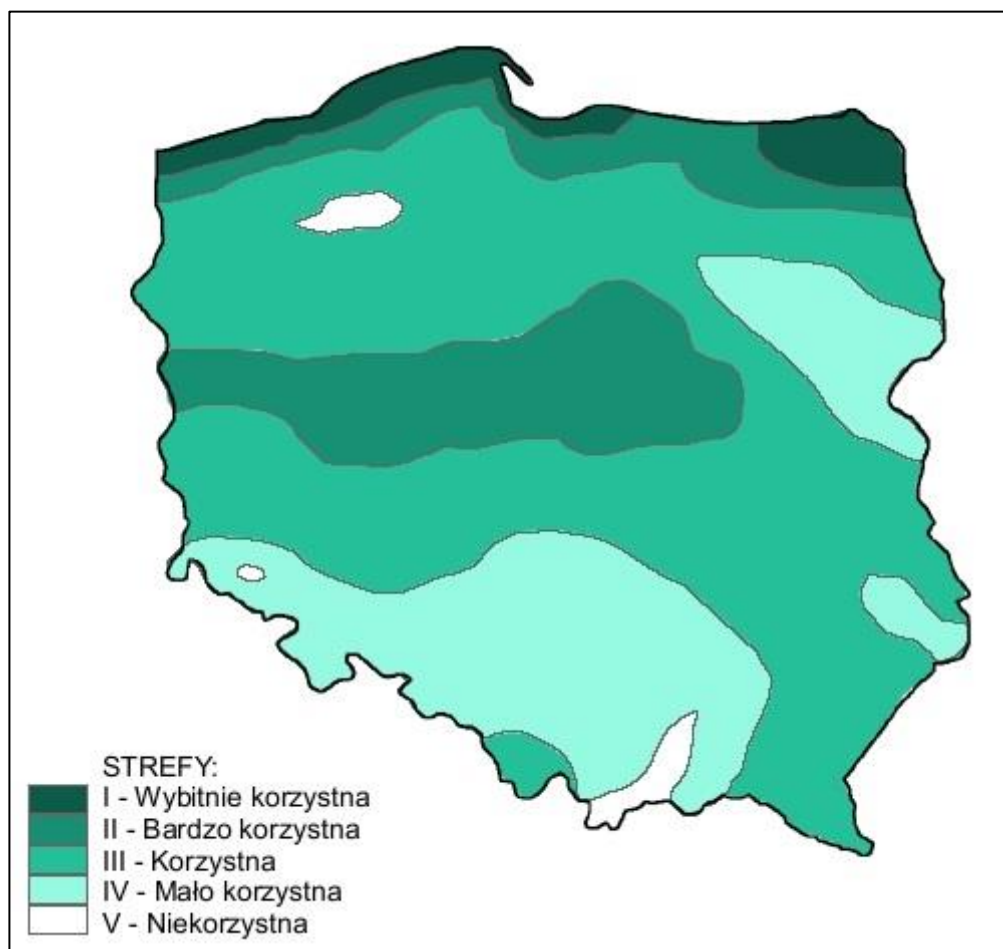 STREFY:
I - Wybitnie korzystna
II - Bardzo korzystna
III - Korzystna
IV - Mało korzystna
V - Niekorzystna